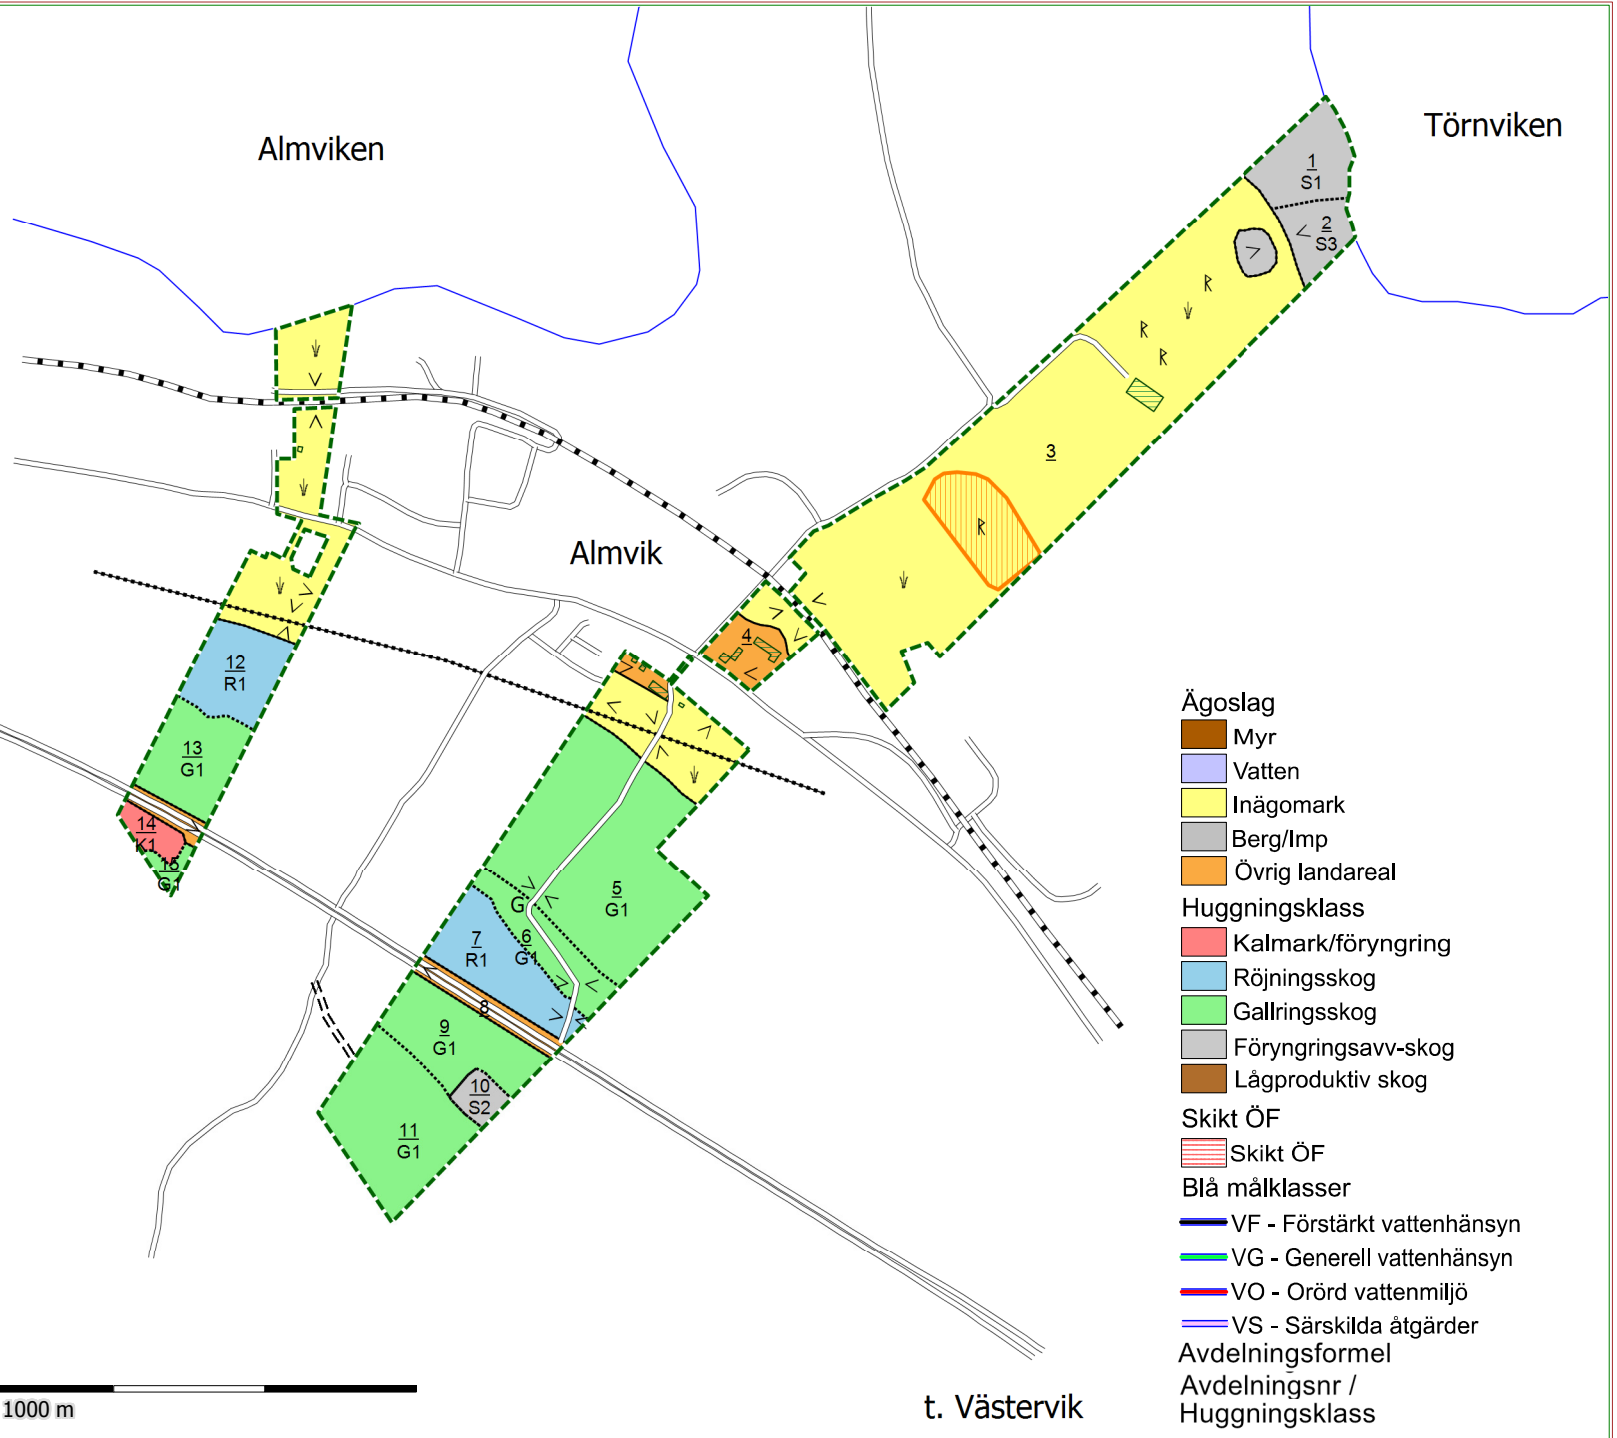 Almviken
Törnviken
1
S1
2
S3
3
Almvik
4
12
R1
13
G1
14
K1
15
G1
5
G1
G
6
G1
7
R1
8
9
G1
10
S2
11
G1
Ägoslag
Myr
Vatten
Inägomark
Berg/Imp
Övrig landareal
Huggningsklass
Kalmark/föryngring
Röjningsskog
Gallringsskog
Föryngringsavv-skog
Lågproduktiv skog
Skikt ÖF
Skikt ÖF
Blå målklasser
VF - Förstärkt vattenhänsyn
VG - Generell vattenhänsyn
VO - Orörd vattenmiljö
VS - Särskilda åtgärder
Avdelningsformel
Avdelningsnr /
Huggningsklass
1000 m
t. Västervik